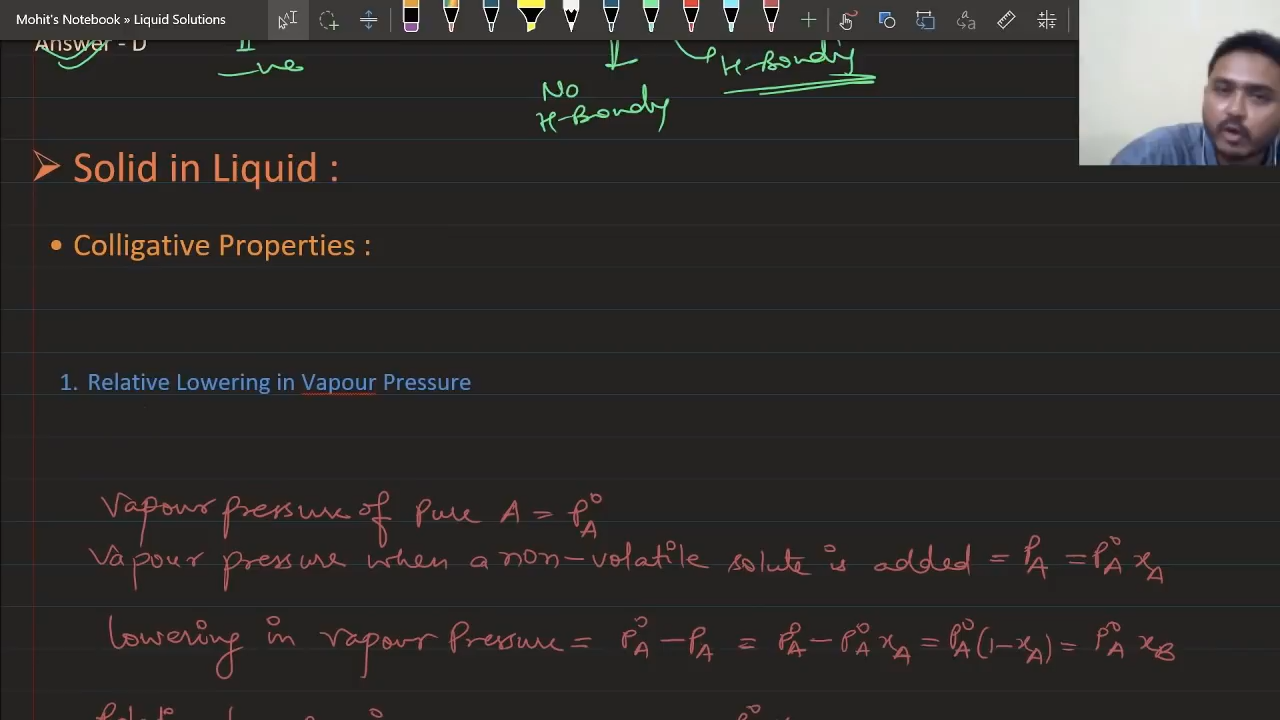 Mohit's Notebook » Liquid Solutions
Answer - D
-ve
No
H-Bonding
H-Bonding
➤ Solid in Liquid :
• Colligative Properties :
1. Relative Lowering in Vapour Pressure
Vapour pressure of pure A = P°A
Vapour pressure when a non-volatile solute is added = PA = P°A xA
Lowering in vapour Pressure = P°A - PA = P°A - P°A xA = P°A (1-xA) = P°A xB